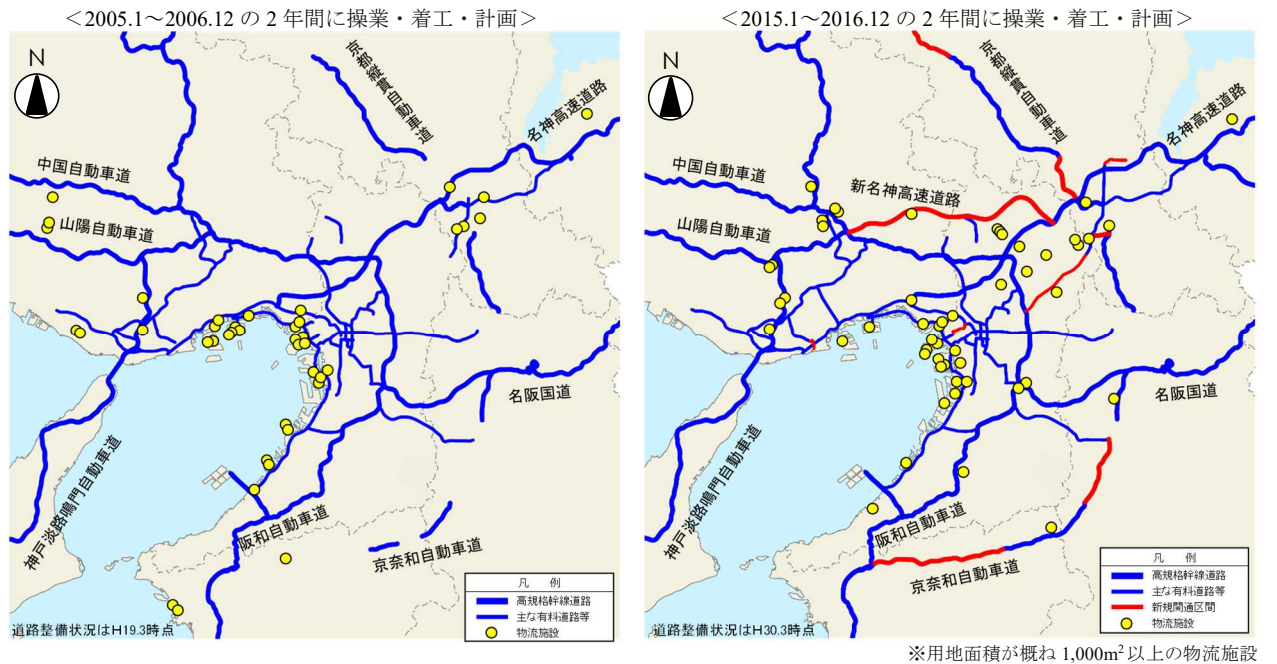 ＜2005.1～2006.12 の 2 年間に操業・着工・計画＞
N
京都縦貫自動車道
名神高速道路
中国自動車道
山陽自動車道
名阪国道
神戸淡路鳴門自動車道
阪和自動車道
京奈和自動車道
凡　例
高規格幹線道路
主な有料道路等
物流施設
道路整備状況はH19.3時点
＜2015.1～2016.12 の 2 年間に操業・着工・計画＞
N
京都縦貫自動車道
名神高速道路
中国自動車道
新名神高速道路
山陽自動車道
名阪国道
神戸淡路鳴門自動車道
阪和自動車道
京奈和自動車道
凡　例
高規格幹線道路
主な有料道路等
新規開通区間
物流施設
道路整備状況はH30.3時点
※用地面積が概ね 1,000m²以上の物流施設